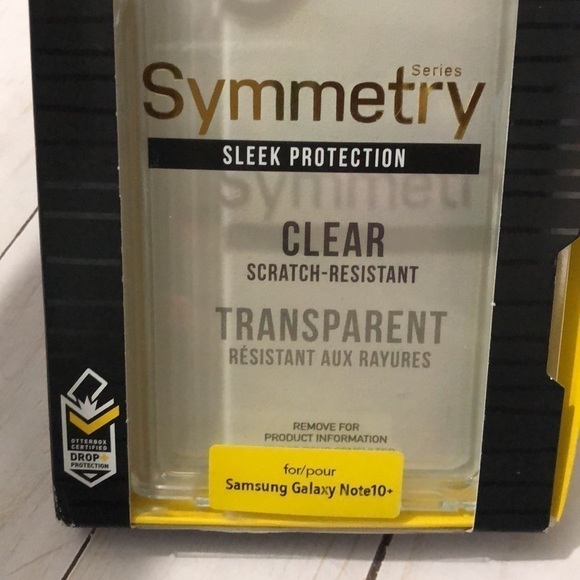 Series
Symmetry
SLEEK PROTECTION
CLEAR
SCRATCH-RESISTANT
TRANSPARENT
RÉSISTANT AUX RAYURES
REMOVE FOR
PRODUCT INFORMATION
for/pour
Samsung Galaxy Note10+
OTTERBOX
CERTIFIED
DROP+
PROTECTION